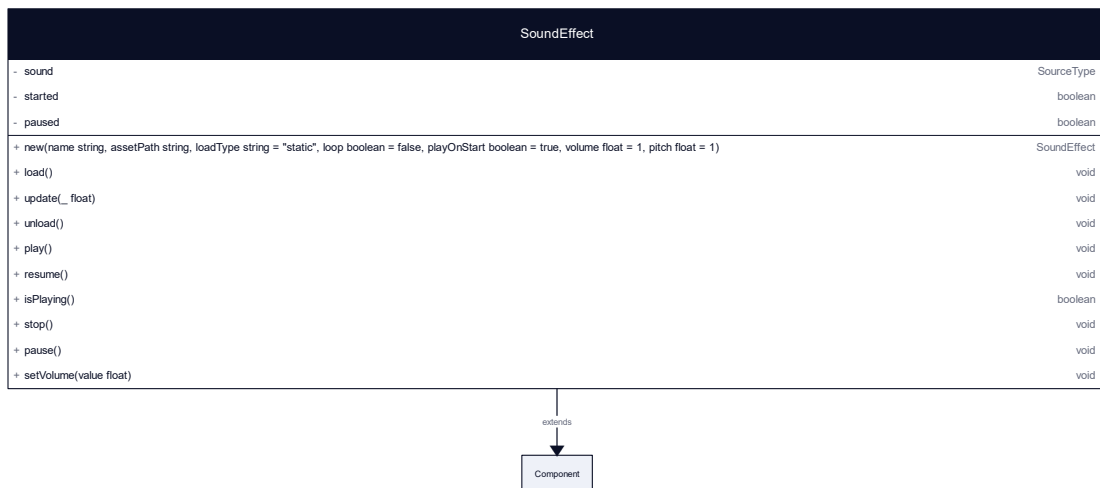 SoundEffect
- sound SourceType
- started boolean
- paused boolean
+ new(name string, assetPath string, loadType string = "static", loop boolean = false, playOnStart boolean = true, volume float = 1, pitch float = 1) SoundEffect
+ load() void
+ update(_ float) void
+ unload() void
+ play() void
+ resume() void
+ isPlaying() boolean
+ stop() void
+ pause() void
+ setVolume(value float) void
extends
Component